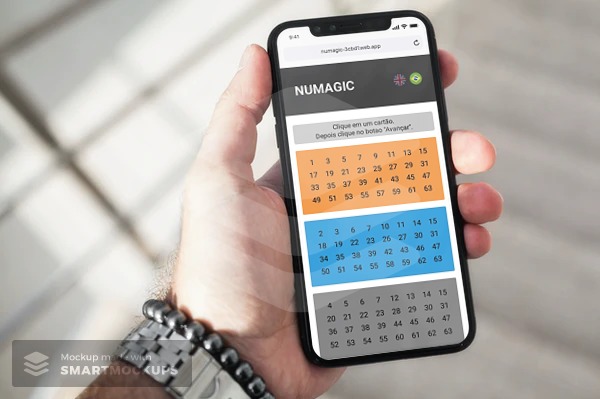 9:41
numagic-3cbd1.web.app
NUMAGIC
Clique em um cartão.
Depois clique no botao "Avançar".
1 3 5 7 9 11 13 15
17 19 21 23 25 27 29 31
33 35 37 39 41 43 45 47
49 51 53 55 57 59 61 63
2 3 6 7 10 11 14 15
18 19 22 23 26 27 30 31
34 35 38 39 42 43 46 47
50 51 54 55 58 59 62 63
4 5 6 7 12 13 14 15
20 21 22 23 28 29 30 31
36 37 38 39 44 45 46 47
52 53 54 55 60 61 62 63
Mockup made with
SMARTMOCKUPS